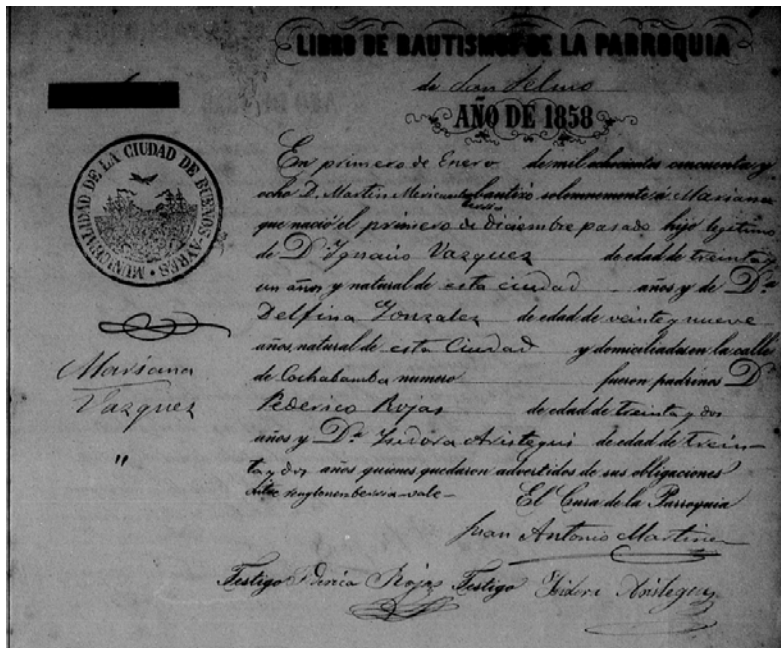 LIBRO DE BAUTISMOS DE LA PARROQUIA
de San Telmo
AÑO DE 1858
MUNICIPALIDAD DE LA CIUDAD DE BUENOS-AYRES
Mariana
Vazquez
"
En primero de Enero de mil ochocientos cincuenta y
ocho D. Martin bautizó solemnemente á Mariana
que nació el primero de diciembre pasado hijo legitimo
de Dn Ignacio Vazquez de edad de treinta y
un años y natural de esta ciudad años y de Da
Delfina Gonzalez de edad de veinte y nueve
años, natural de esta Ciudad y domiciliados en la calle
de Cochabamba numero fueron padrinos Dn
Federico Rojas de edad de treinta y dos
años y Da Isidora Aristegui de edad de trein-
ta y dos años quienes quedaron advertidos de sus obligaciones
vale-
El Cura de la Parroquia
Juan Antonio Martinez
Testigo Rojas Testigo Isidora Aristegui